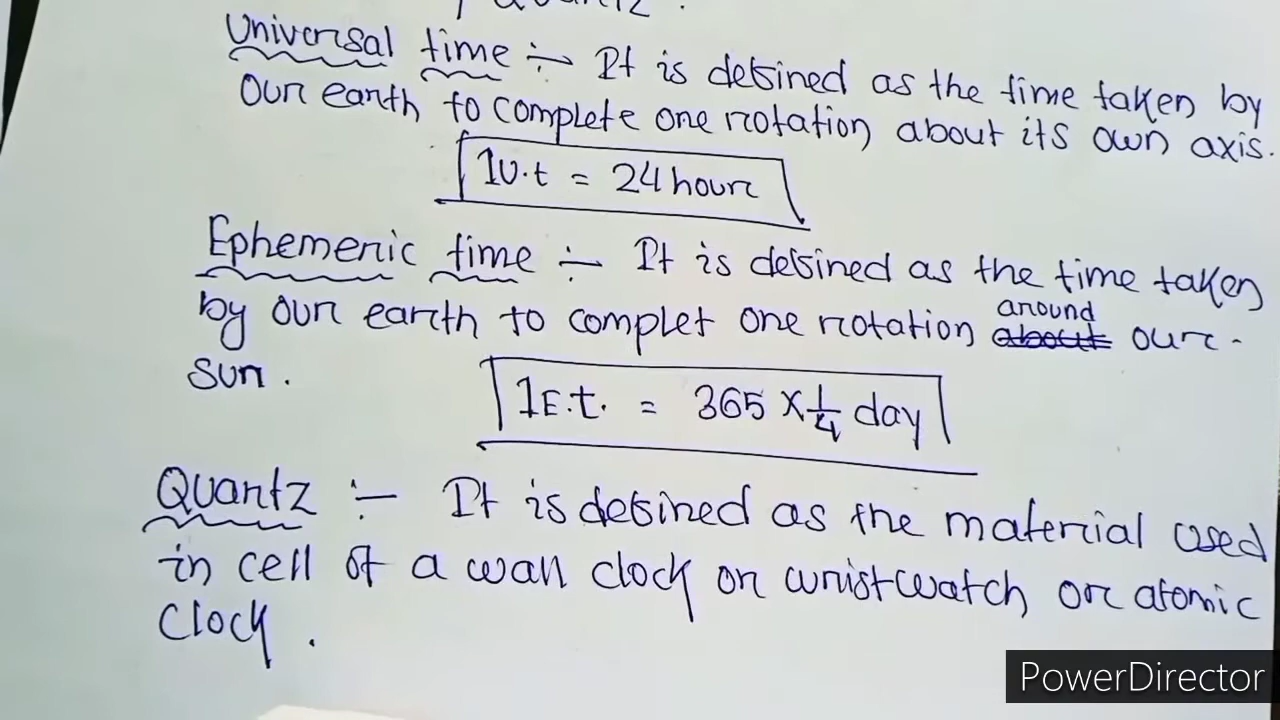 Universal time :- It is defined as the time taken by
our earth to complete one rotation about its own axis.
1U.t = 24 hour
Ephemeric time :- It is defined as the time taken
by our earth to complet one rotation around about our
sun.
1E.t. = 365 × 1/4 day
Quartz :- It is defined as the material used
in cell of a wall clock or wristwatch or atomic
clock.
PowerDirector